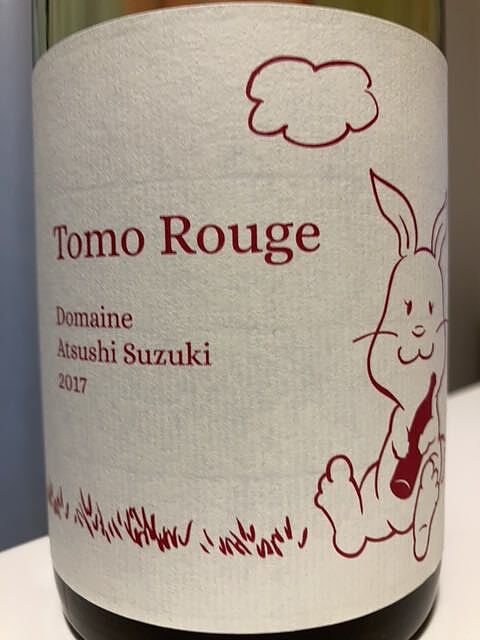 Tomo Rouge
Domaine
Atsushi Suzuki
2017